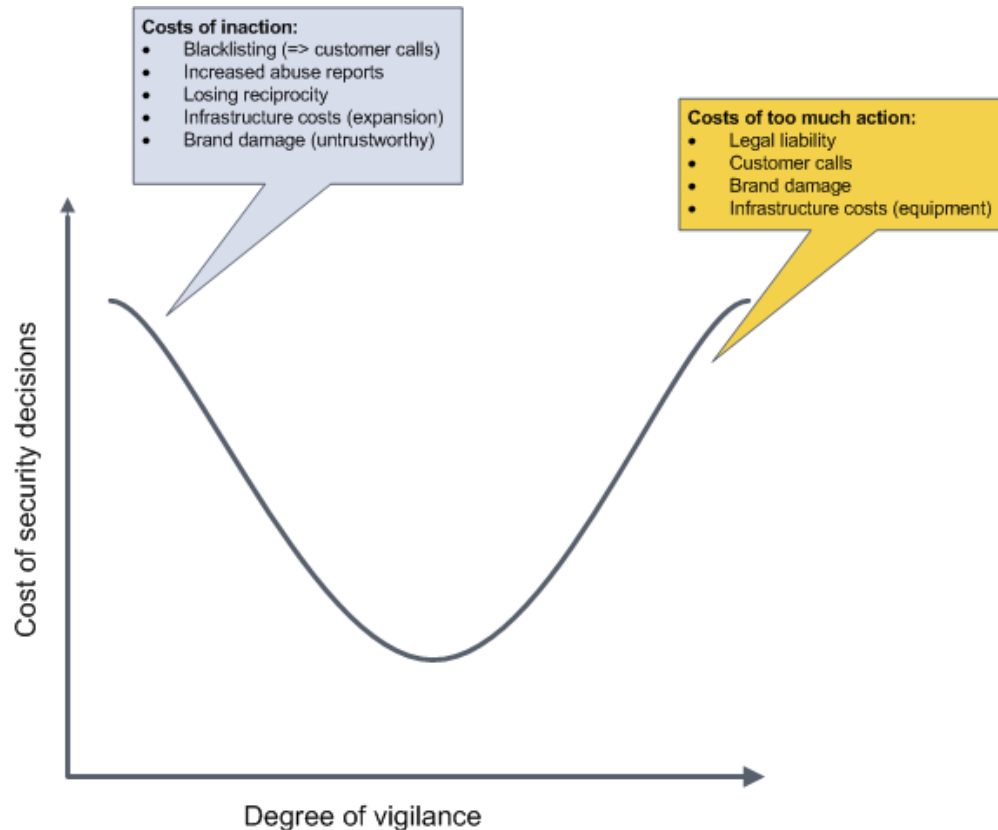 Costs of inaction:
• Blacklisting (=> customer calls)
• Increased abuse reports
• Losing reciprocity
• Infrastructure costs (expansion)
• Brand damage (untrustworthy)
Costs of too much action:
• Legal liability
• Customer calls
• Brand damage
• Infrastructure costs (equipment)
Cost of security decisions
Degree of vigilance